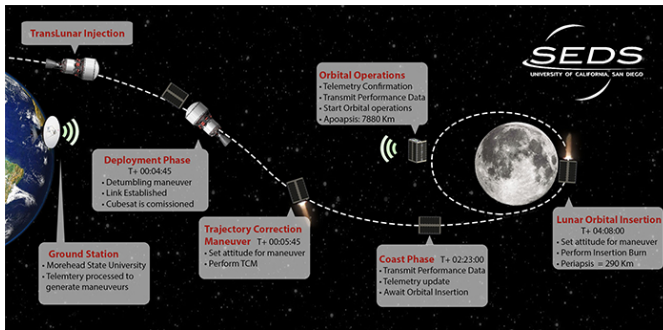 TransLunar Injection
SEDS
UNIVERSITY OF CALIFORNIA, SAN DIEGO
Orbital Operations
• Telemetry Confirmation
• Transmit Performance Data
• Start Orbital operations
• Apoapsis: 7880 Km
Deployment Phase
T+ 00:04:45
• Detumbling maneuver
• Link Established
• Cubesat is comissioned
Trajectory Correction
Maneuver T+ 00:05:45
• Set attitude for maneuver
• Perform TCM
Lunar Orbital Insertion
T+ 04:08:00
• Set attitude for maneuver
• Perform Insertion Burn
• Periapsis = 290 Km
Ground Station
• Morehead State University
• Telemtery processed to
generate maneuveurs
Coast Phase T+ 02:23:00
• Transmit Performance Data
• Telemetry update
• Await Orbital Insertion